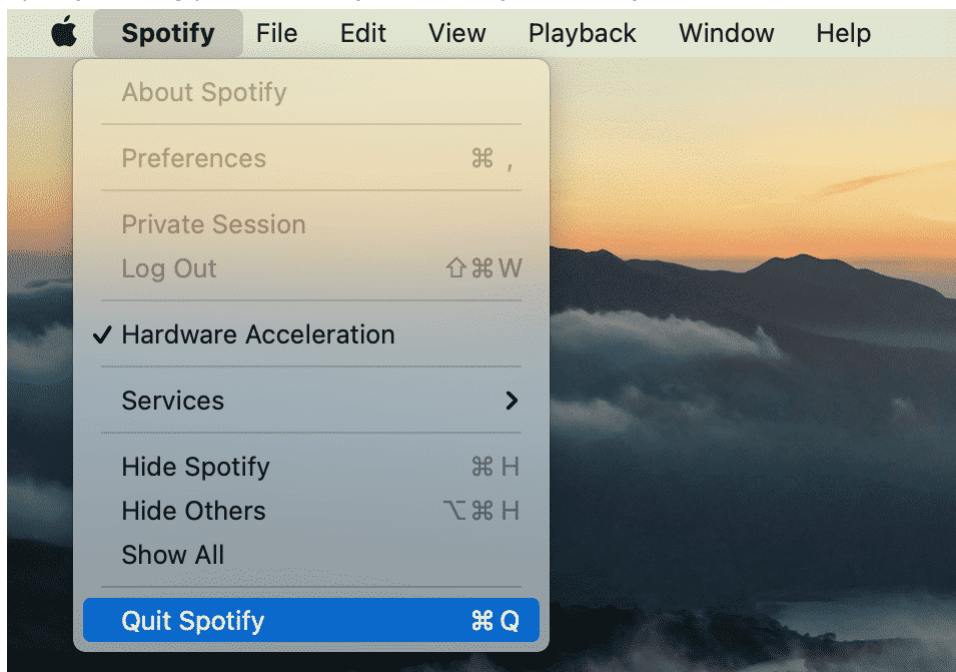 Spotify File Edit View Playback Window Help
About Spotify
Preferences ⌘ ,
Private Session
Log Out ⇧⌘W
✓ Hardware Acceleration
Services >
Hide Spotify ⌘H
Hide Others ⌥⌘H
Show All
Quit Spotify ⌘Q